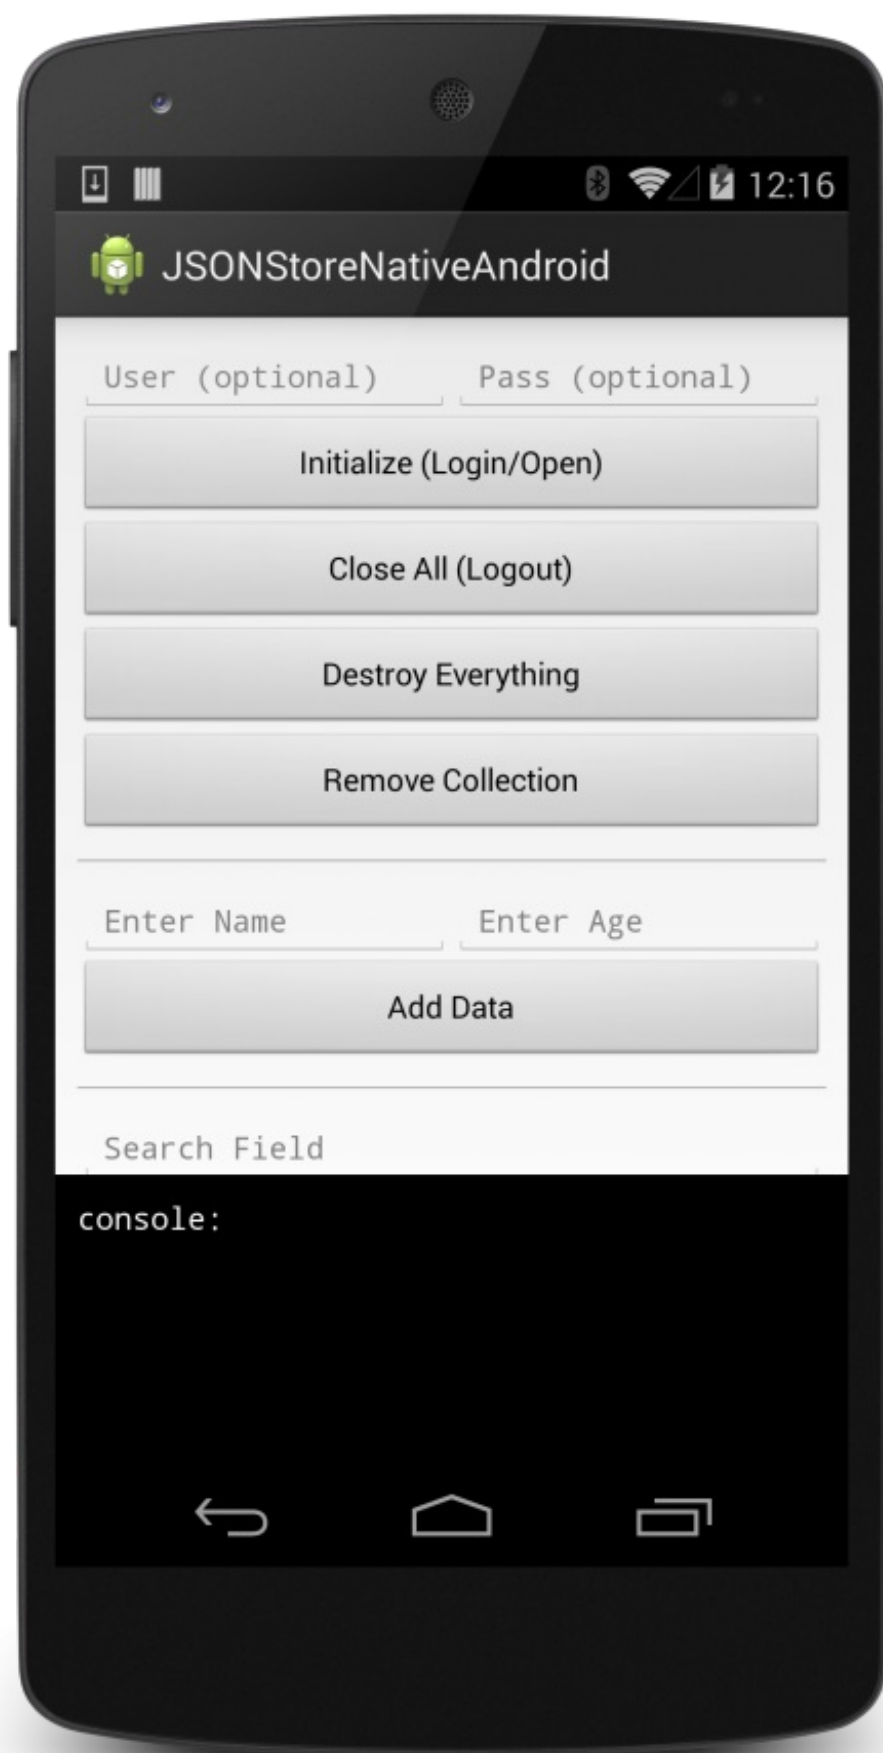 12:16
JSONStoreNativeAndroid
User (optional) Pass (optional)
Initialize (Login/Open)
Close All (Logout)
Destroy Everything
Remove Collection
Enter Name Enter Age
Add Data
Search Field
console: